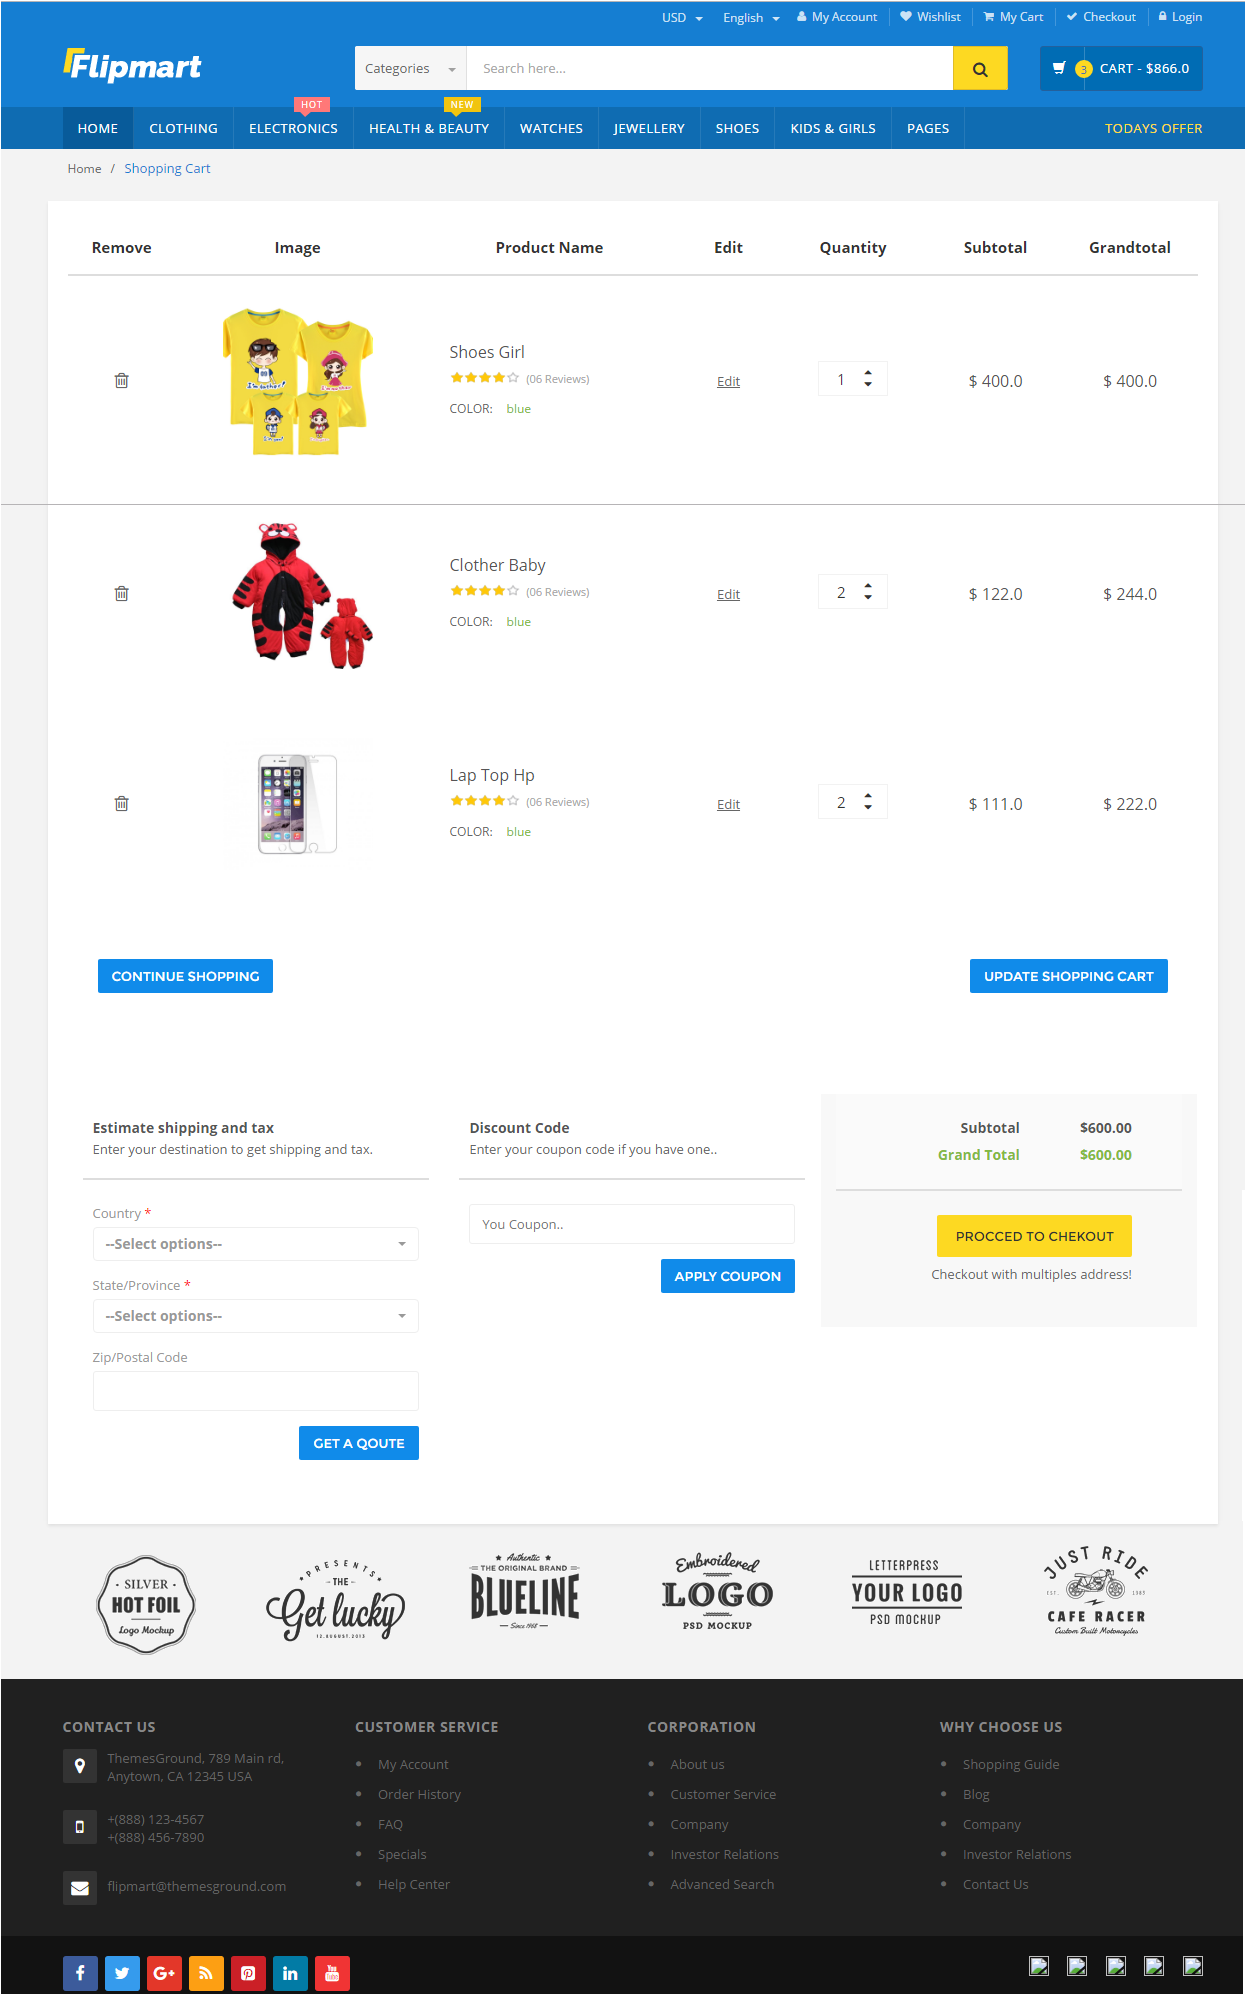 USD English My Account Wishlist My Cart Checkout Login
Flipmart
Categories Search here...
3 CART - $866.0
HOT NEW
HOME CLOTHING ELECTRONICS HEALTH & BEAUTY WATCHES JEWELLERY SHOES KIDS & GIRLS PAGES TODAYS OFFER
Home / Shopping Cart
Remove Image Product Name Edit Quantity Subtotal Grandtotal
Shoes Girl
(06 Reviews)
COLOR: blue
Edit 1 $ 400.0 $ 400.0
Clother Baby
(06 Reviews)
COLOR: blue
Edit 2 $ 122.0 $ 244.0
Lap Top Hp
(06 Reviews)
COLOR: blue
Edit 2 $ 111.0 $ 222.0
CONTINUE SHOPPING UPDATE SHOPPING CART
Estimate shipping and tax
Enter your destination to get shipping and tax.
Country *
--Select options--
State/Province *
--Select options--
Zip/Postal Code
GET A QOUTE
Discount Code
Enter your coupon code if you have one..
You Coupon..
APPLY COUPON
Subtotal $600.00
Grand Total $600.00
PROCCED TO CHEKOUT
Checkout with multiples address!
· SILVER ·
HOT FOIL
Logo Mockup
PRESENTS
-THE-
Get lucky
12.AUGUST.2013
Authentic
THE ORIGINAL BRAND
BLUELINE
Since 1968
Embroidered
LOGO
PSD MOCKUP
LETTERPRESS
YOUR LOGO
PSD MOCKUP
JUST RIDE
EST.
CAFE RACER
Custom Built Motorcycles
CONTACT US
ThemesGround, 789 Main rd,
Anytown, CA 12345 USA
+(888) 123-4567
+(888) 456-7890
flipmart@themesground.com
CUSTOMER SERVICE
My Account
Order History
FAQ
Specials
Help Center
CORPORATION
About us
Customer Service
Company
Investor Relations
Advanced Search
WHY CHOOSE US
Shopping Guide
Blog
Company
Investor Relations
Contact Us
You Tube